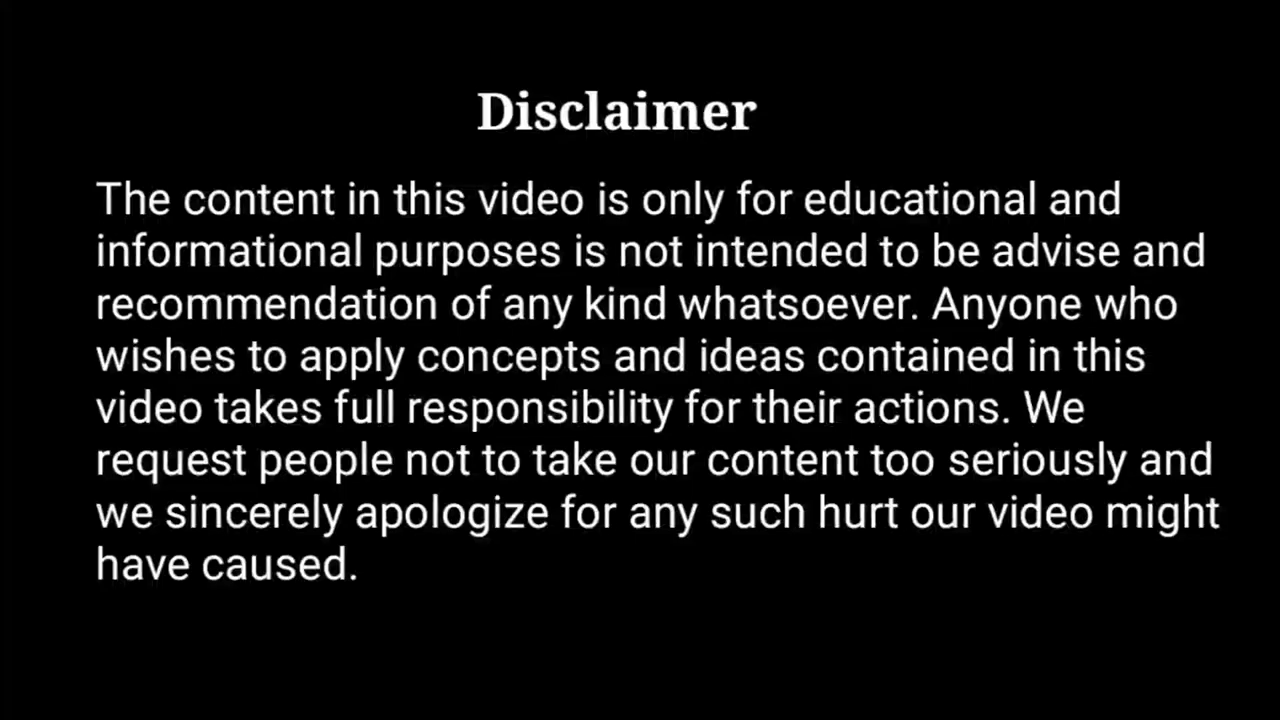 Disclaimer
The content in this video is only for educational and
informational purposes is not intended to be advise and
recommendation of any kind whatsoever. Anyone who
wishes to apply concepts and ideas contained in this
video takes full responsibility for their actions. We
request people not to take our content too seriously and
we sincerely apologize for any such hurt our video might
have caused.